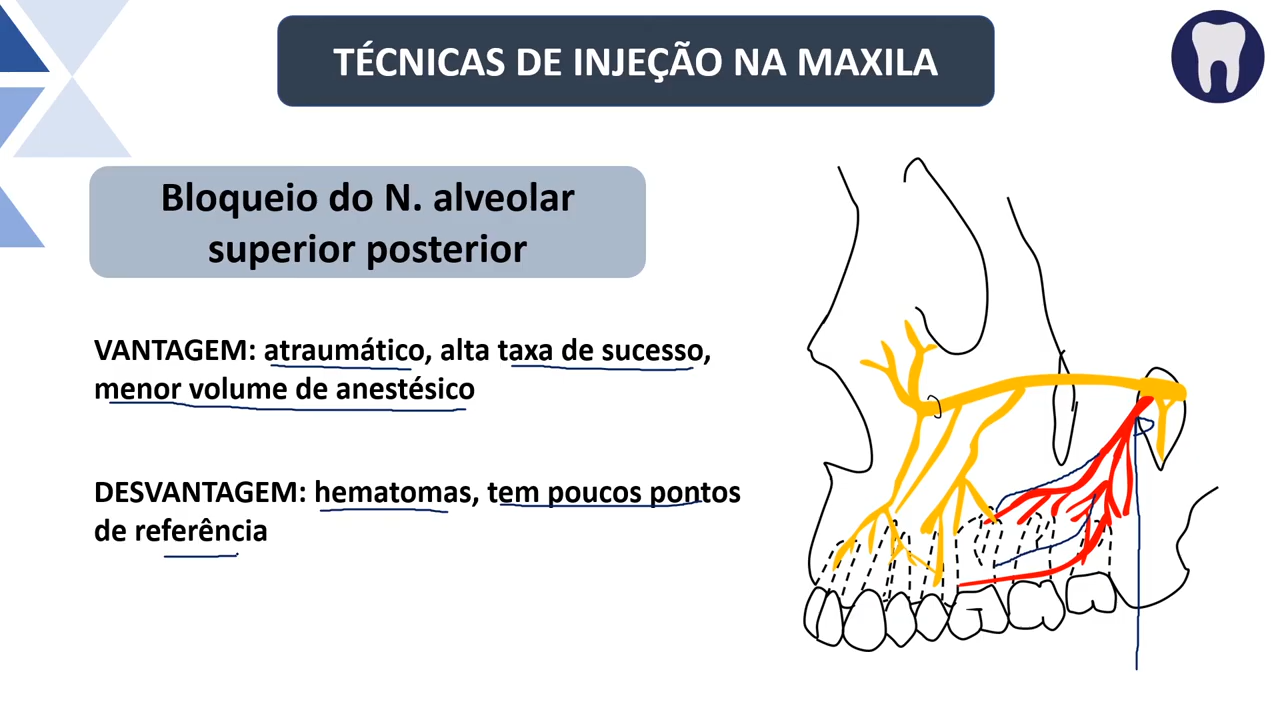 TÉCNICAS DE INJEÇÃO NA MAXILA
Bloqueio do N. alveolar
superior posterior
VANTAGEM: atraumático, alta taxa de sucesso,
menor volume de anestésico
DESVANTAGEM: hematomas, tem poucos pontos
de referência